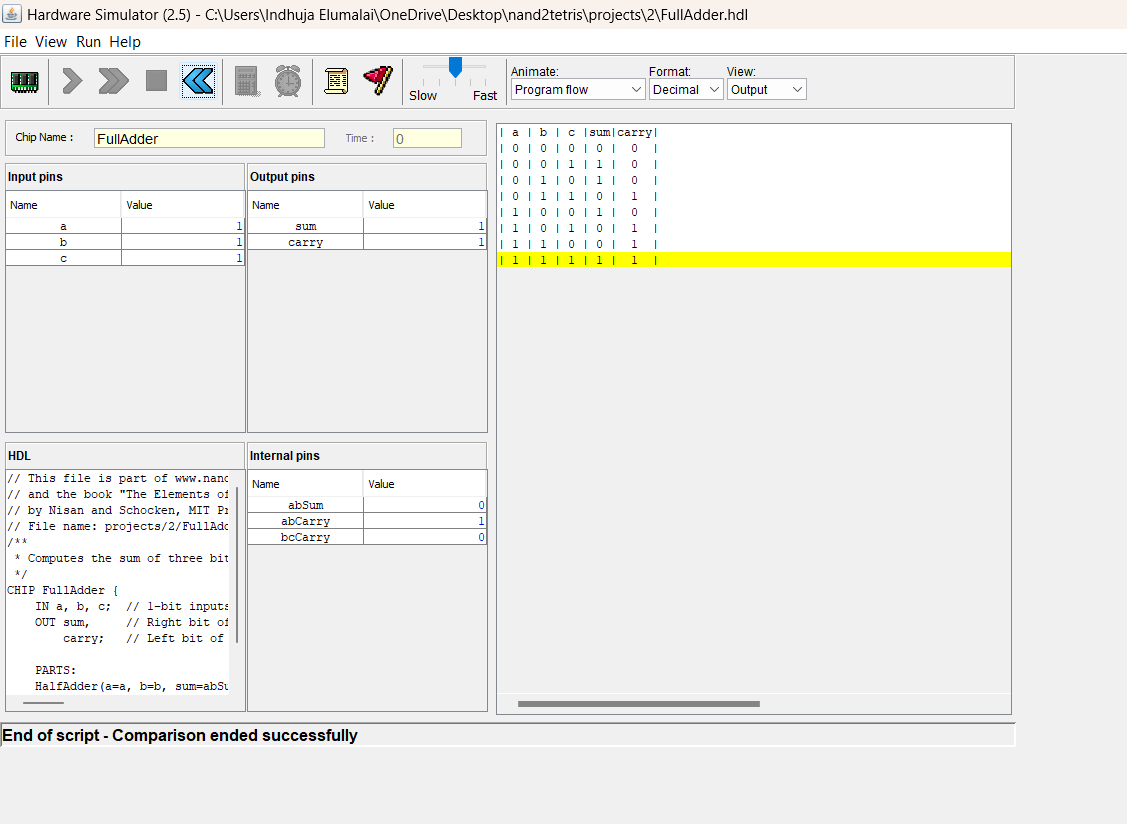 Hardware Simulator (2.5) - C:\Users\Indhuja Elumalai\OneDrive\Desktop\nand2tetris\projects\2\FullAdder.hdl
File View Run Help
Slow Fast
Animate: Format: View:
Program flow Decimal Output
Chip Name : FullAdder Time : 0
Input pins
Name Value
a 1
b 1
c 1
Output pins
Name Value
sum 1
carry 1
HDL
// This file is part of www.nand
// and the book "The Elements of
// by Nisan and Schocken, MIT Pr
// File name: projects/2/FullAdd
/**
* Computes the sum of three bit
*/
CHIP FullAdder {
IN a, b, c; // 1-bit inputs
OUT sum, // Right bit of
carry; // Left bit of
PARTS:
HalfAdder(a=a, b=b, sum=abSu
Internal pins
Name Value
abSum 0
abCarry 1
bcCarry 0
| a | b | c |sum|carry|
| 0 | 0 | 0 | 0 | 0 |
| 0 | 0 | 1 | 1 | 0 |
| 0 | 1 | 0 | 1 | 0 |
| 0 | 1 | 1 | 0 | 1 |
| 1 | 0 | 0 | 1 | 0 |
| 1 | 0 | 1 | 0 | 1 |
| 1 | 1 | 0 | 0 | 1 |
| 1 | 1 | 1 | 1 | 1 |
End of script - Comparison ended successfully